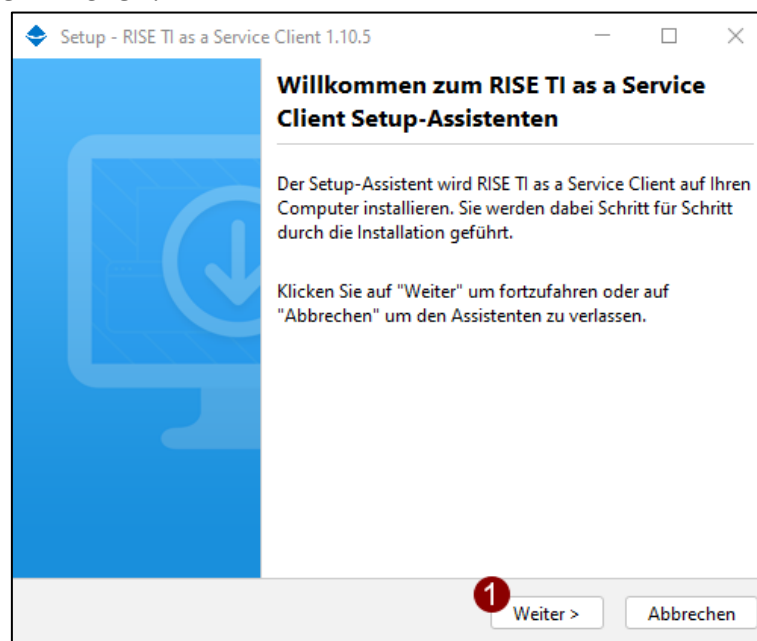 Setup - RISE TI as a Service Client 1.10.5
Willkommen zum RISE TI as a Service
Client Setup-Assistenten
Der Setup-Assistent wird RISE TI as a Service Client auf Ihren
Computer installieren. Sie werden dabei Schritt für Schritt
durch die Installation geführt.
Klicken Sie auf "Weiter" um fortzufahren oder auf
"Abbrechen" um den Assistenten zu verlassen.
1
Weiter >
Abbrechen